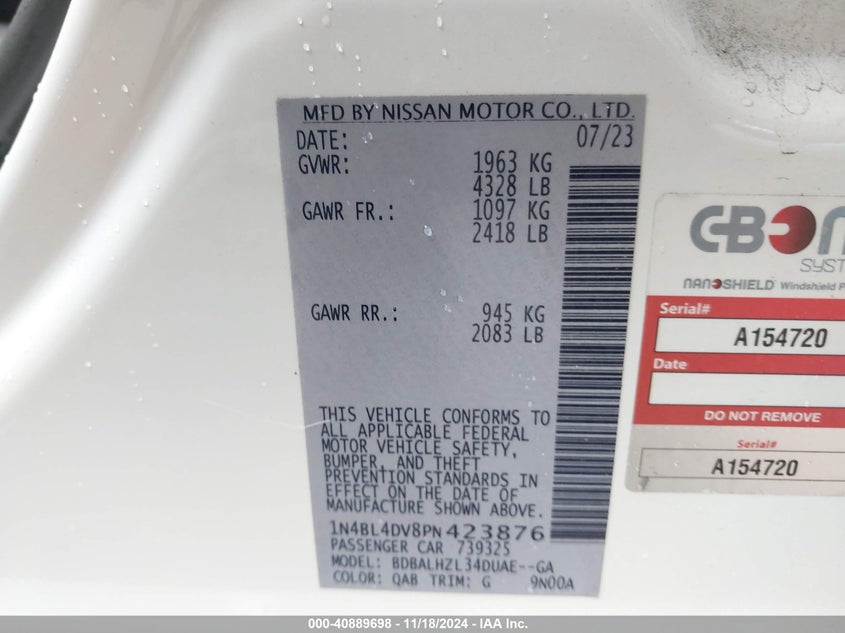 MFD BY NISSAN MOTOR CO., LTD.
DATE: 07/23
GVWR: 1963 KG
4328 LB
GAWR FR.: 1097 KG
2418 LB
GAWR RR.: 945 KG
2083 LB
THIS VEHICLE CONFORMS TO
ALL APPLICABLE FEDERAL
MOTOR VEHICLE SAFETY,
BUMPER, AND THEFT
PREVENTION STANDARDS IN
EFFECT ON THE DATE OF
MANUFACTURE SHOWN ABOVE.
1N4BL4DV8PN423876
PASSENGER CAR 739325
MODEL: BDBALHZL34DUAE--GA
COLOR: QAB TRIM: G 9N00A
NANOSHIELD Windshield
Serial#
A154720
Date
DO NOT REMOVE
Serial#
A154720
000-40889698 - 11/18/2024 - IAA Inc.